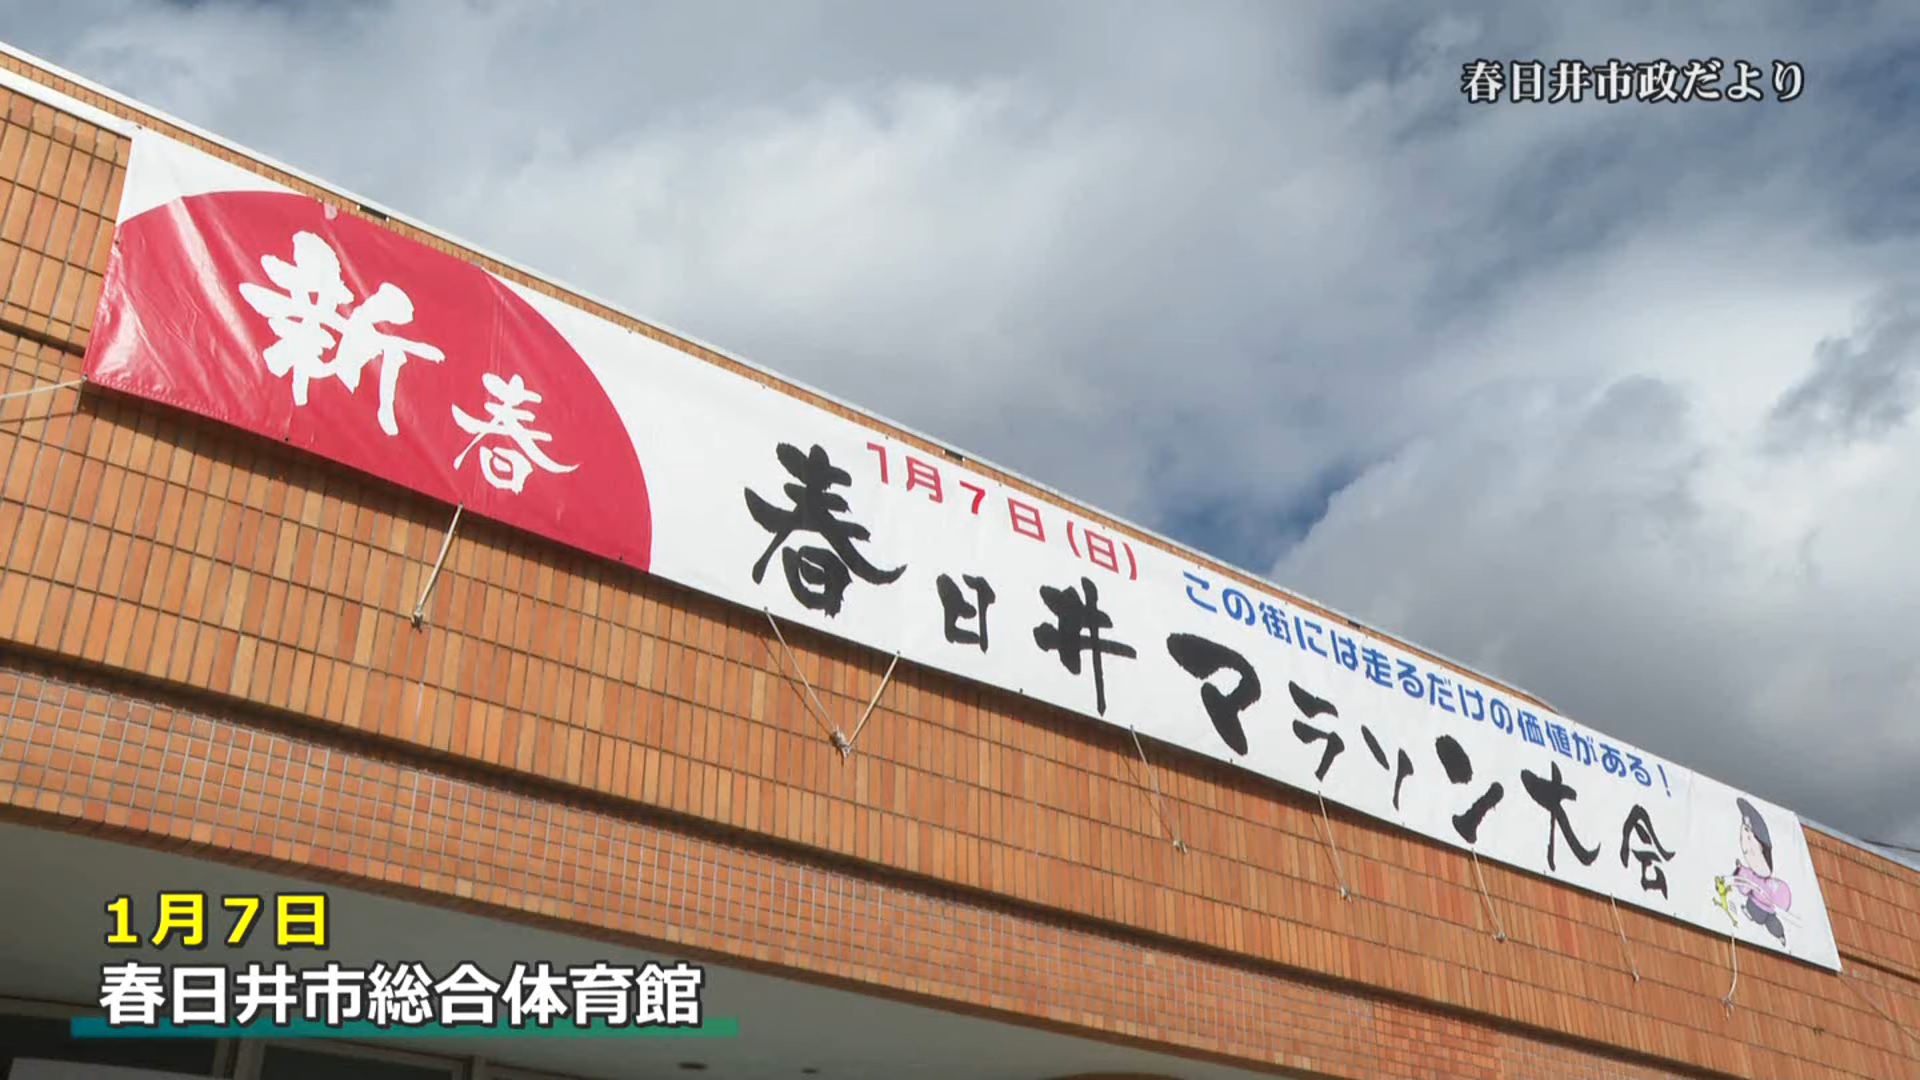 春日井市政だより
新春
1月7日(日)
この街には走るだけの価値がある!
春日井マラソン大会
1月7日
春日井市総合体育館